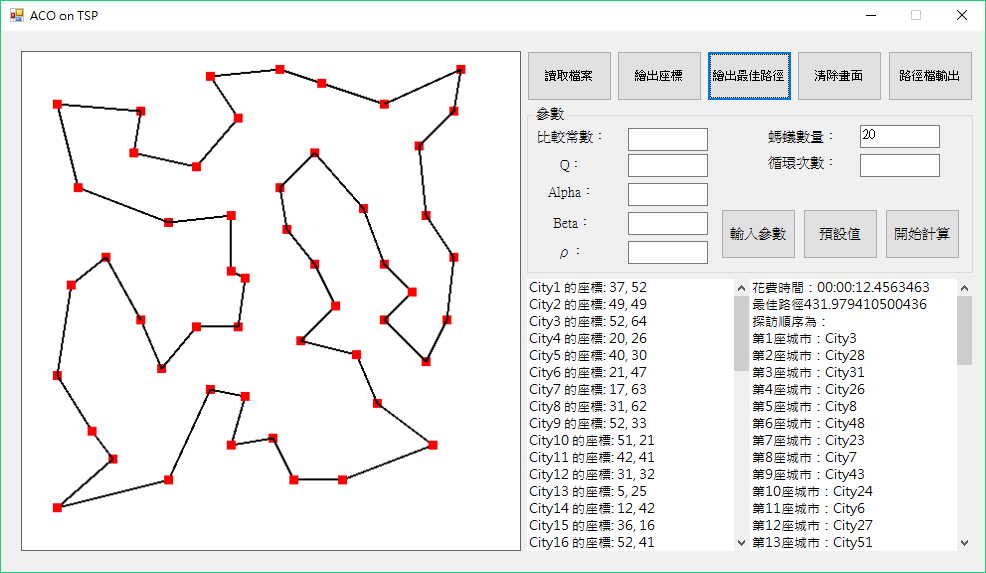 ACO on TSP
讀取檔案
繪出座標
繪出最佳路徑
清除畫面
路徑檔輸出
參數
比較常數：
螞蟻數量：
20
Q：
循環次數：
Alpha：
Beta：
ρ：
輸入參數
預設值
開始計算
City1 的座標: 37, 52
City2 的座標: 49, 49
City3 的座標: 52, 64
City4 的座標: 20, 26
City5 的座標: 40, 30
City6 的座標: 21, 47
City7 的座標: 17, 63
City8 的座標: 31, 62
City9 的座標: 52, 33
City10 的座標: 51, 21
City11 的座標: 42, 41
City12 的座標: 31, 32
City13 的座標: 5, 25
City14 的座標: 12, 42
City15 的座標: 36, 16
City16 的座標: 52, 41
花費時間：00:00:12.4563463
最佳路徑431.979410500436
探訪順序為：
第1座城市：City3
第2座城市：City28
第3座城市：City31
第4座城市：City26
第5座城市：City8
第6座城市：City48
第7座城市：City23
第8座城市：City7
第9座城市：City43
第10座城市：City24
第11座城市：City6
第12座城市：City27
第13座城市：City51